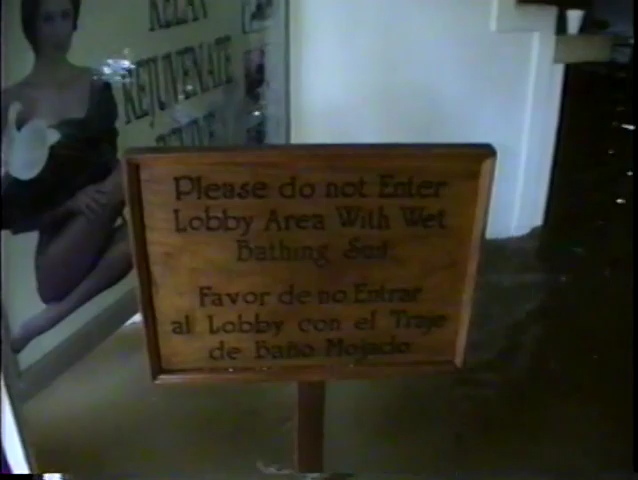 RELAX
REJUVENATE
Please do not Enter
Lobby Area With Wet
Bathing Suit
Favor de no Entrar
al Lobby con el Traje
de Baño Mojado